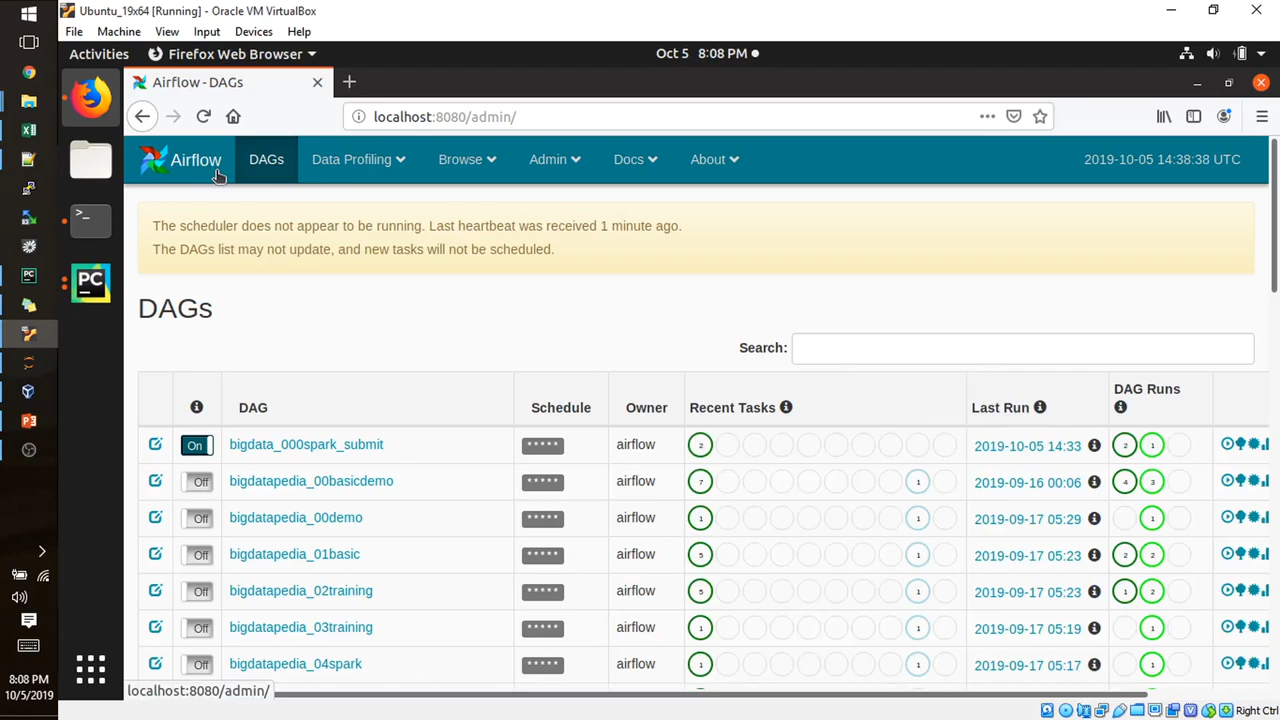 Ubuntu_19x64 [Running] - Oracle VM VirtualBox
File Machine View Input Devices Help
Activities Firefox Web Browser Oct 5 8:08 PM
Airflow - DAGs
localhost:8080/admin/
Airflow DAGs Data Profiling Browse Admin Docs About 2019-10-05 14:38:38 UTC
The scheduler does not appear to be running. Last heartbeat was received 1 minute ago.
The DAGs list may not update, and new tasks will not be scheduled.
DAGs
Search:
DAG Schedule Owner Recent Tasks Last Run DAG Runs
On bigdata_000spark_submit * * * * * airflow 2 2019-10-05 14:33 2 1
Off bigdatapedia_00basicdemo * * * * * airflow 7 1 2019-09-16 00:06 4 3
Off bigdatapedia_00demo * * * * * airflow 1 1 2019-09-17 05:29 1
Off bigdatapedia_01basic * * * * * airflow 5 1 2019-09-17 05:23 2 2
Off bigdatapedia_02training * * * * * airflow 5 1 2019-09-17 05:23 1 2
Off bigdatapedia_03training * * * * * airflow 1 1 2019-09-17 05:19 1
Off bigdatapedia_04spark * * * * * airflow 1 1 2019-09-17 05:17 1
localhost:8080/admin/
PC
PC
8:08 PM
10/5/2019
Right Ctrl